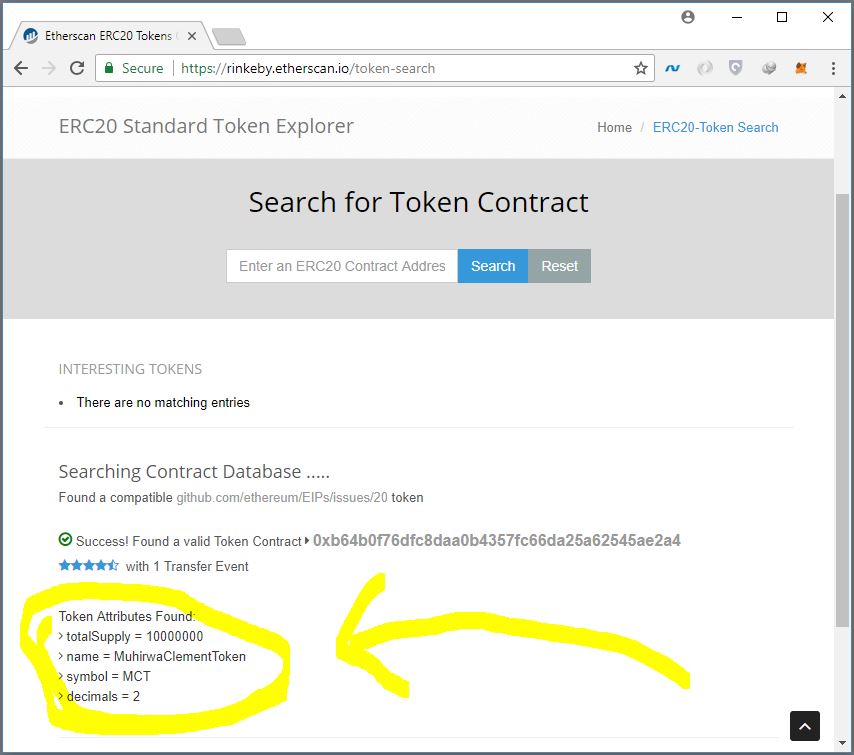 Etherscan ERC20 Tokens
Secure
https://rinkeby.etherscan.io/token-search
ERC20 Standard Token Explorer
Home / ERC20-Token Search
Search for Token Contract
Enter an ERC20 Contract Addres
Search
Reset
INTERESTING TOKENS
• There are no matching entries
Searching Contract Database .....
Found a compatible github.com/ethereum/EIPs/issues/20 token
Success! Found a valid Token Contract 0xb64b0f76dfc8daa0b4357fc66da25a62545ae2a4
with 1 Transfer Event
Token Attributes Found:
> totalSupply = 10000000
> name = MuhirwaClementToken
> symbol = MCT
> decimals = 2